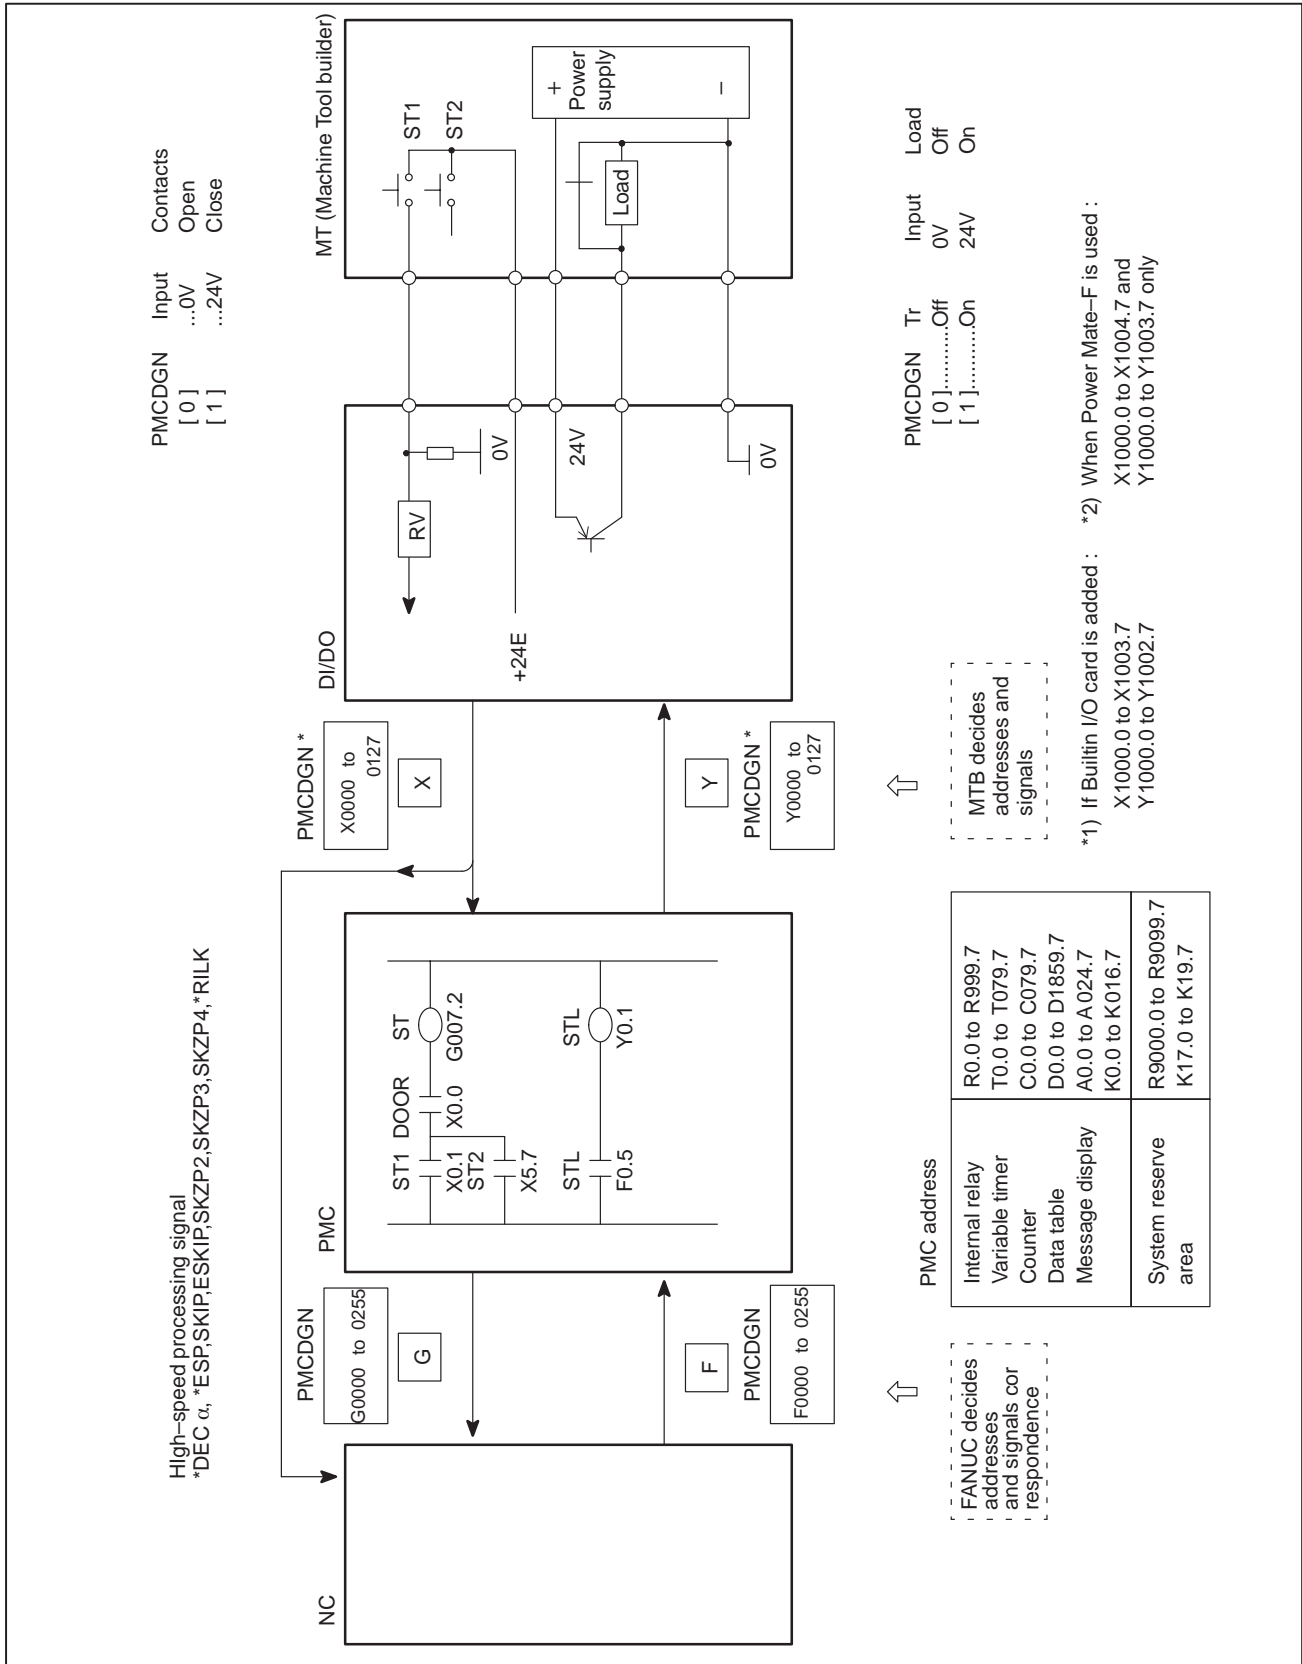 HIgh–speed processing signal
*DEC α, *ESP,SKIP,ESKIP,SKZP2,SKZP3,SKZP4,*RILK
PMCDGN Input Contacts
[ 0 ] ...0V Open
[ 1 ] ...24V Close
NC
PMCDGN
G0000 to 0255
G
F
PMCDGN
F0000 to 0255
PMC
ST1 DOOR ST
X0.1 X0.0 G007.2
ST2
X5.7
STL STL
F0.5 Y0.1
PMCDGN *
X0000 to
0127
X
Y
PMCDGN *
Y0000 to
0127
DI/DO
RV
0V
+24E
24V
0V
MT (Machine Tool builder)
ST1
ST2
+
Power
supply
–
Load
FANUC decides
addresses
and signals cor
respondence
MTB decides
addresses and
signals
PMCDGN Tr Input Load
[ 0 ]...........Off 0V Off
[ 1 ]...........On 24V On
PMC address
Internal relay R0.0 to R999.7
Variable timer T0.0 to T079.7
Counter C0.0 to C079.7
Data table D0.0 to D1859.7
Message display A0.0 to A024.7
K0.0 to K016.7
System reserve R9000.0 to R9099.7
area K17.0 to K19.7
*1) If Builtin I/O card is added :
X1000.0 to X1003.7
Y1000.0 to Y1002.7
*2) When Power Mate–F is used :
X1000.0 to X1004.7 and
Y1000.0 to Y1003.7 only